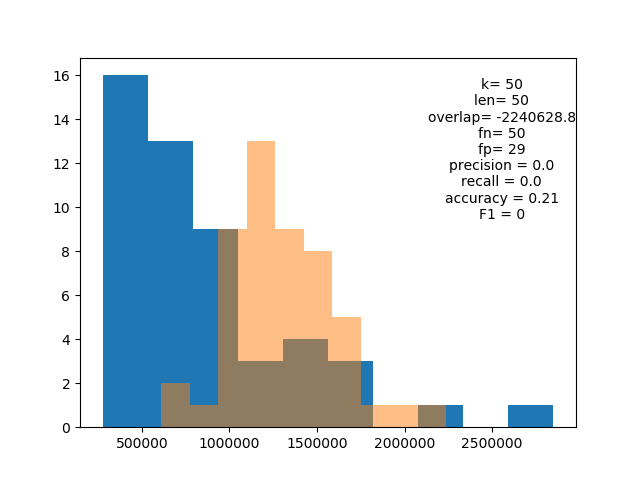 16
14
12
10
8
6
4
2
0
500000 1000000 1500000 2000000 2500000
k= 50
len= 50
overlap= -2240628.8
fn= 50
fp= 29
precision = 0.0
recall = 0.0
accuracy = 0.21
F1 = 0